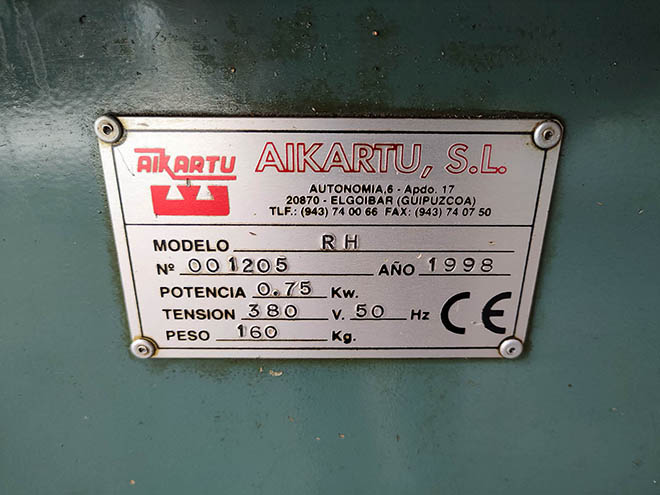 AIKARTU
AIKARTU, S.L.
AUTONOMIA,6 - Apdo. 17
20870 - ELGOIBAR (GUIPUZCOA)
TLF.: (943) 74 00 66 FAX: (943) 74 07 50
MODELO RH
Nº 001205 AÑO 1998
POTENCIA 0.75 Kw.
TENSION 380 V. 50 Hz
PESO 160 Kg.
CE